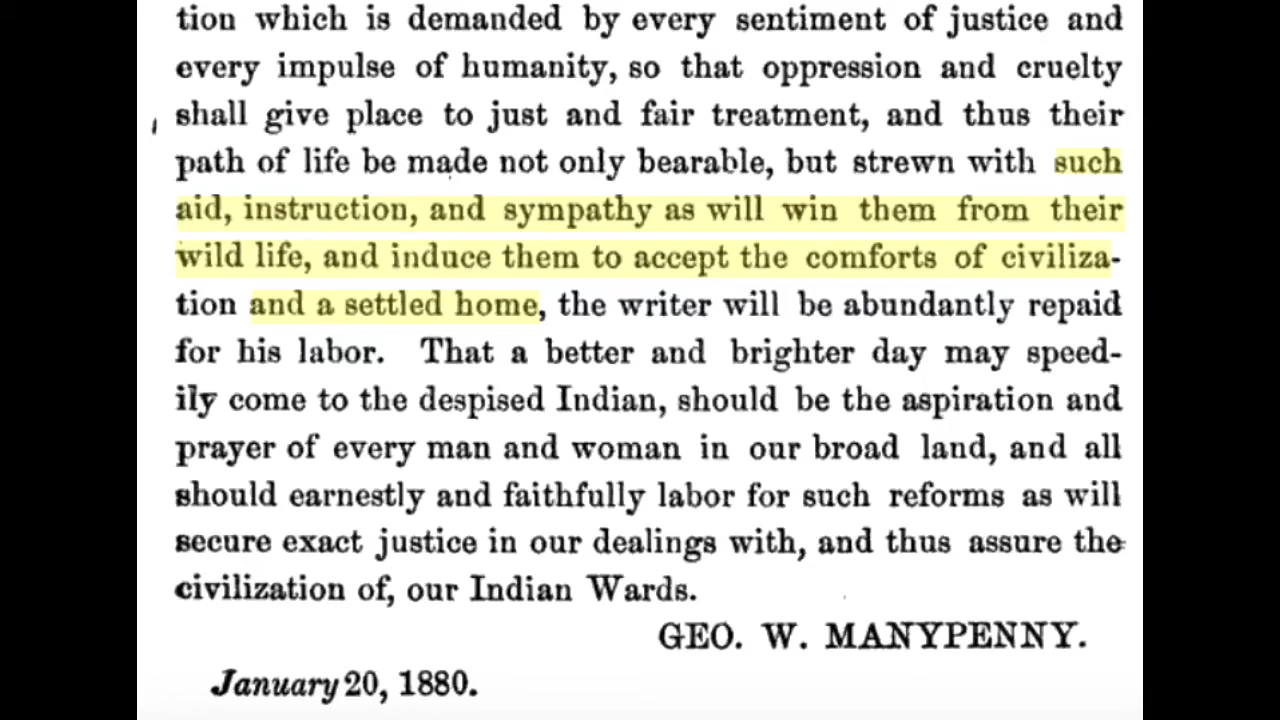 tion which is demanded by every sentiment of justice and
every impulse of humanity, so that oppression and cruelty
shall give place to just and fair treatment, and thus their
path of life be made not only bearable, but strewn with such
aid, instruction, and sympathy as will win them from their
wild life, and induce them to accept the comforts of civiliza-
tion and a settled home, the writer will be abundantly repaid
for his labor. That a better and brighter day may speed-
ily come to the despised Indian, should be the aspiration and
prayer of every man and woman in our broad land, and all
should earnestly and faithfully labor for such reforms as will
secure exact justice in our dealings with, and thus assure the
civilization of, our Indian Wards.
GEO. W. MANYPENNY.
January 20, 1880.